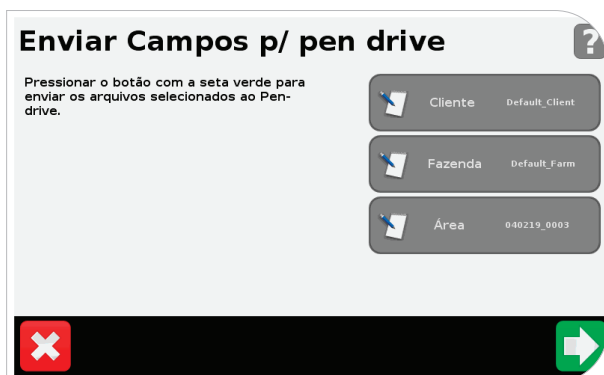 Enviar Campos p/ pen drive
?
Pressionar o botão com a seta verde para
enviar os arquivos selecionados ao Pen-
drive.
Cliente Default_Client
Fazenda Default_Farm
Área 040219_0003